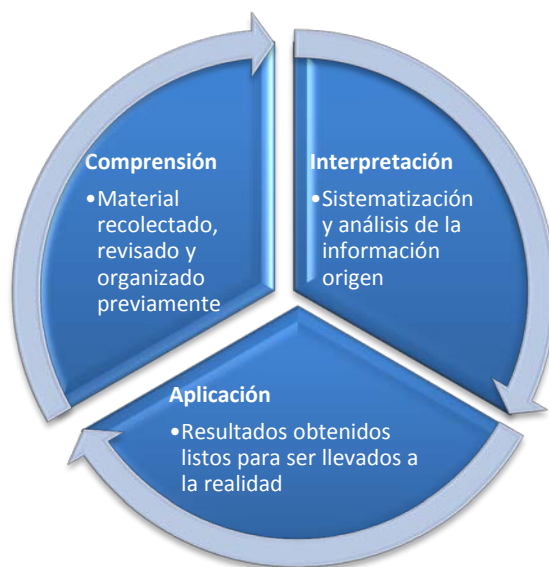 Comprensión
•Material
recolectado,
revisado y
organizado
previamente
Interpretación
•Sistematización
y análisis de la
información
origen
Aplicación
•Resultados obtenidos
listos para ser llevados a
la realidad